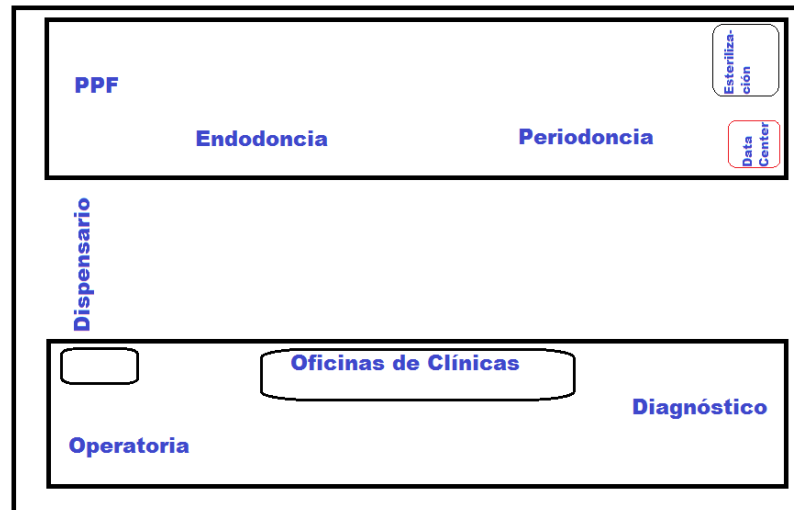 PPF
Esteriliza-
ción
Endodoncia
Periodoncia
Data
Center
Dispensario
Oficinas de Clínicas
Diagnóstico
Operatoria